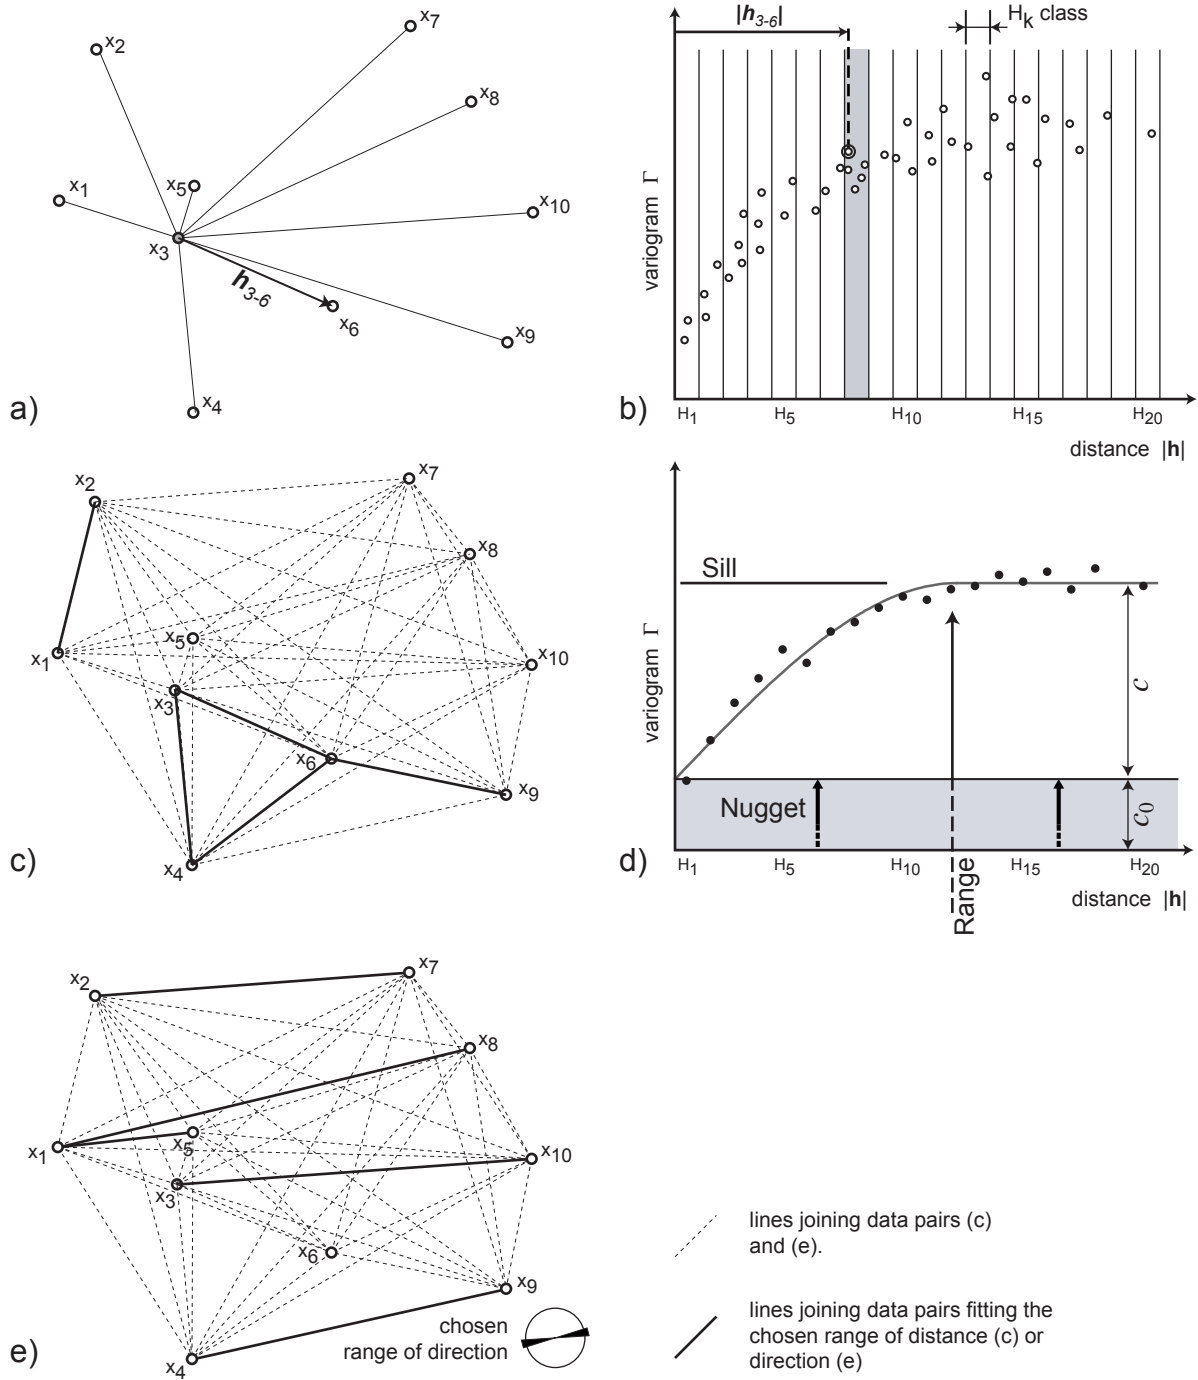 x2
x7
x8
x1
x5
x10
x3
h3-6
x6
x9
x4
a)
|h3-6|
Hk class
variogram Γ
H1 H5 H10 H15 H20
b)
distance |h|
x2
x7
x8
x5
x1
x10
x3
x6
x9
x4
c)
Sill
variogram Γ
c
Nugget
c0
H1 H5 H10 H15 H20
d)
Range
distance |h|
x2
x7
x8
x5
x1
x10
x3
x6
x9
x4
e)
chosen
range of direction
lines joining data pairs (c)
and (e).
lines joining data pairs fitting the
chosen range of distance (c) or
direction (e)